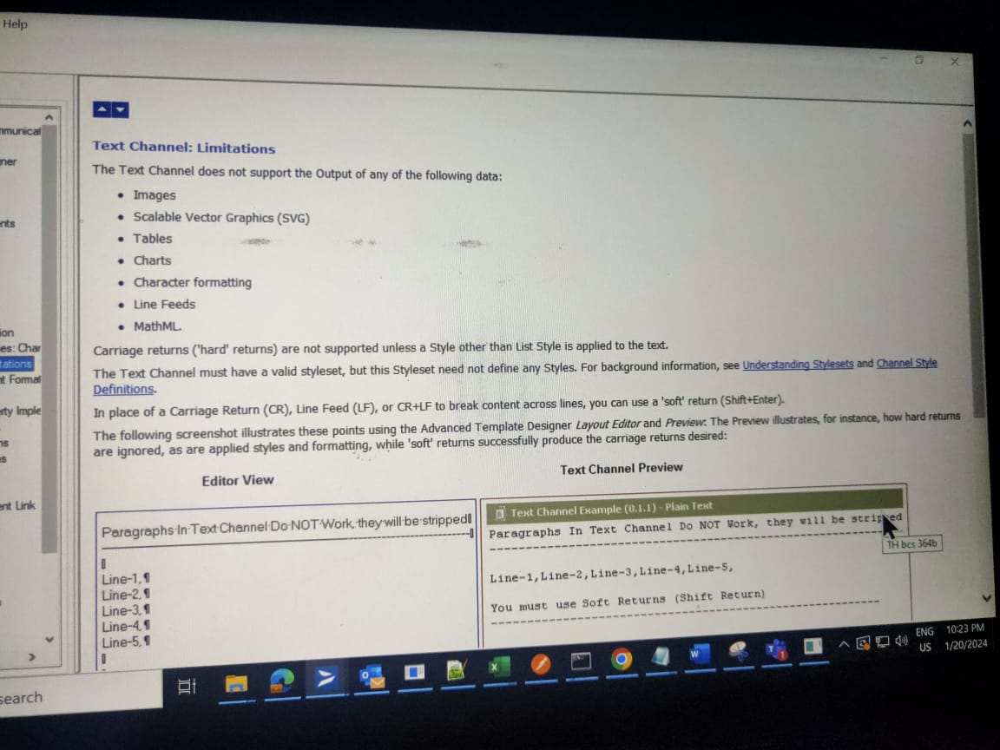 Help
mmunical
ner
nts
ion
es: Char
tations
nt Format
erty Imple
ns
s
ent Link
Text Channel: Limitations
The Text Channel does not support the Output of any of the following data:
• Images
• Scalable Vector Graphics (SVG)
• Tables
• Charts
• Character formatting
• Line Feeds
• MathML.
Carriage returns ('hard' returns) are not supported unless a Style other than List Style is applied to the text.
The Text Channel must have a valid styleset, but this Styleset need not define any Styles. For background information, see Understanding Stylesets and Channel Style
Definitions.
In place of a Carriage Return (CR), Line Feed (LF), or CR+LF to break content across lines, you can use a 'soft' return (Shift+Enter).
The following screenshot illustrates these points using the Advanced Template Designer Layout Editor and Preview. The Preview illustrates, for instance, how hard returns
are ignored, as are applied styles and formatting, while 'soft' returns successfully produce the carriage returns desired:
Editor View
Paragraphs·In·Text·Channel·Do·NOT·Work,·they·will·be·stripped
Line-1,¶
Line-2,¶
Line-3,¶
Line-4,¶
Line-5,¶
Text Channel Preview
Text Channel Example (0.1.1) - Plain Text
Paragraphs In Text Channel Do NOT Work, they will be stripped
TH bcs 364b
Line-1,Line-2,Line-3,Line-4,Line-5,
You must use Soft Returns (Shift Return)
search
ENG
US
10:23 PM
1/20/2024